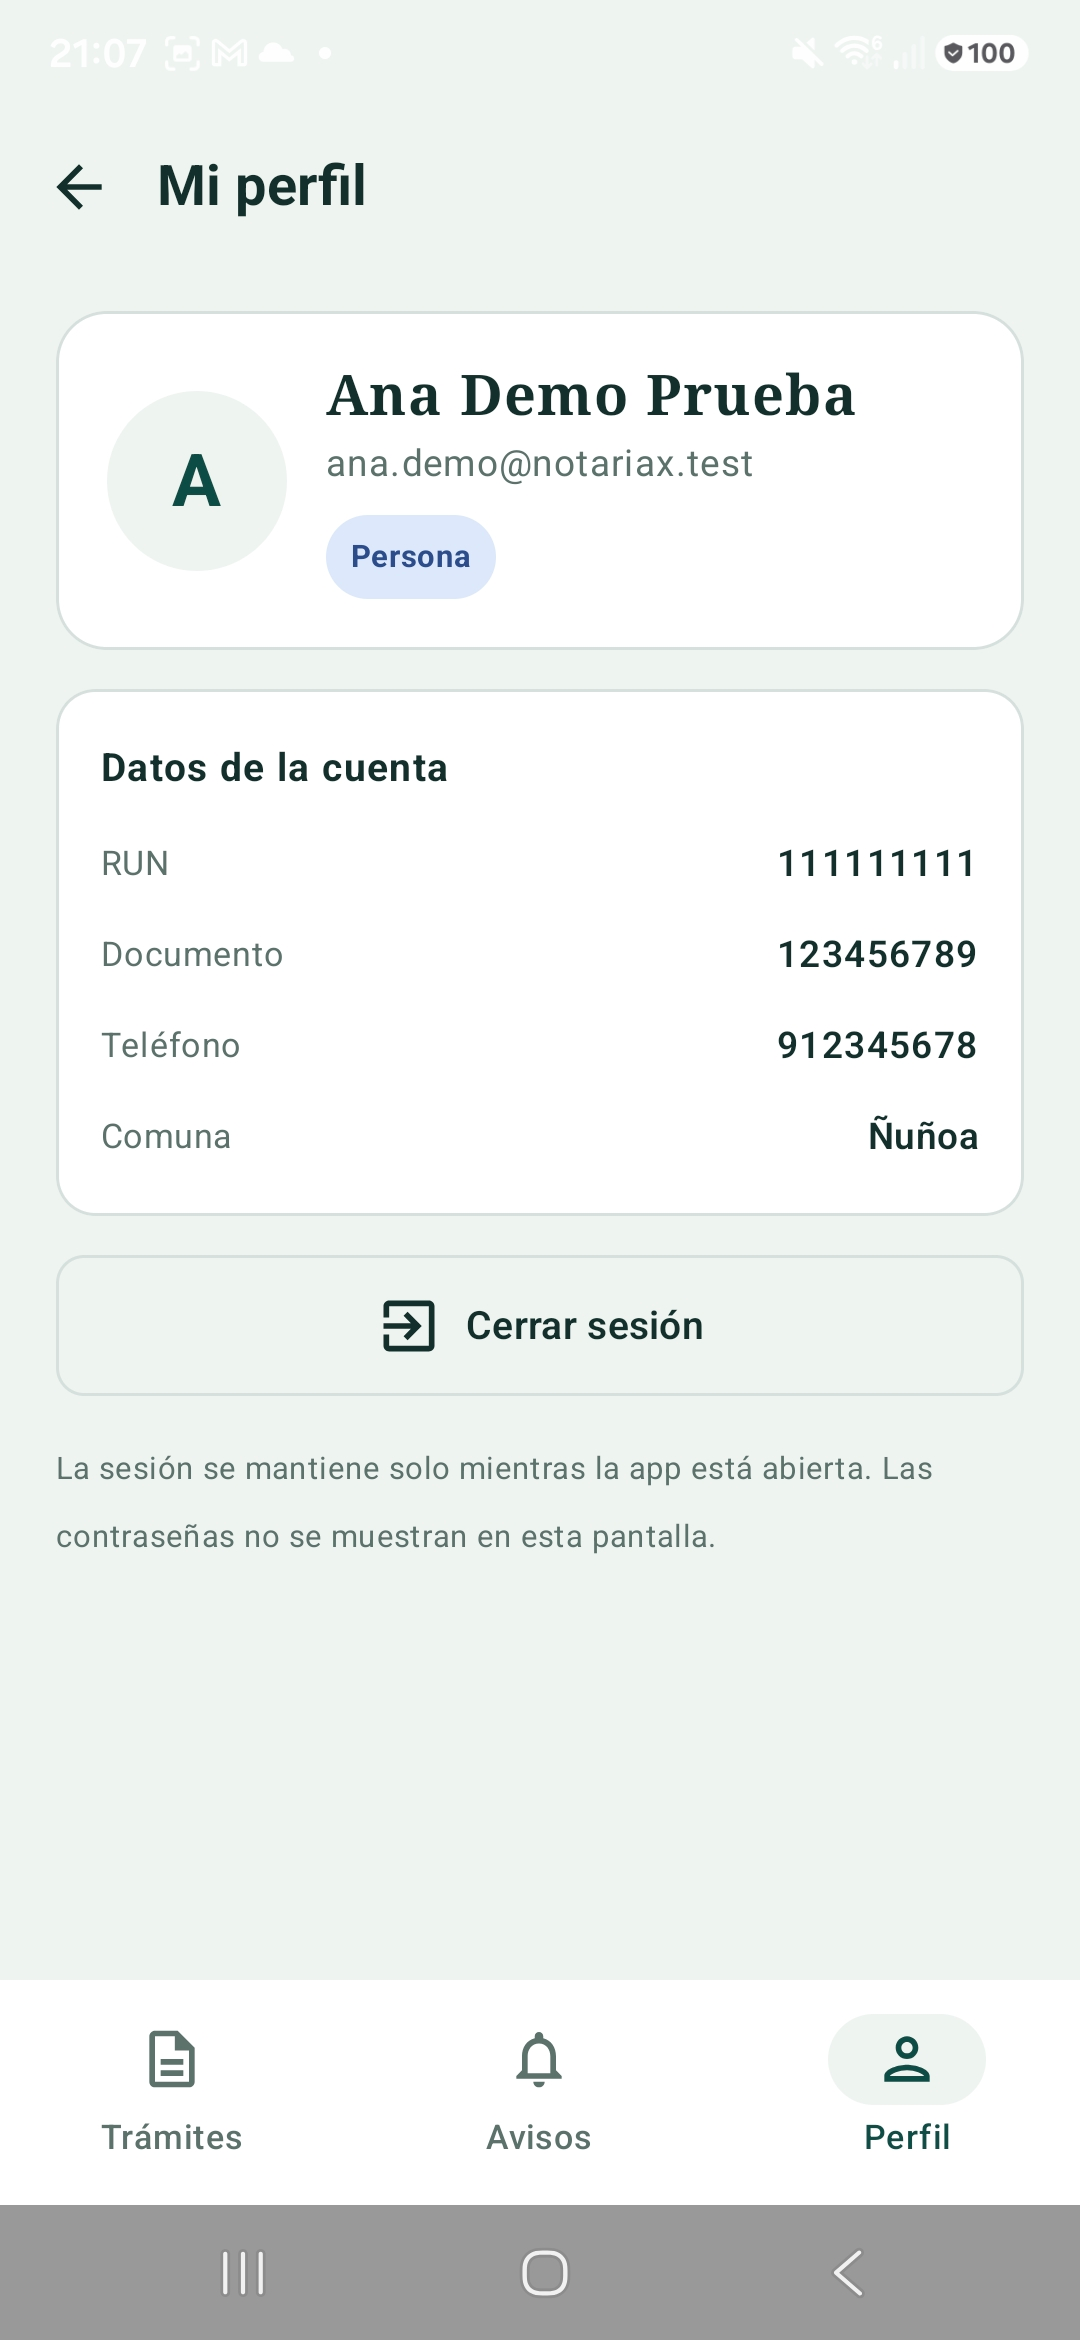 21:07
6
100
Mi perfil
Ana Demo Prueba
A
ana.demo@notariax.test
Persona
Datos de la cuenta
RUN 111111111
Documento 123456789
Teléfono 912345678
Comuna Ñuñoa
Cerrar sesión
La sesión se mantiene solo mientras la app está abierta. Las
contraseñas no se muestran en esta pantalla.
Trámites Avisos Perfil